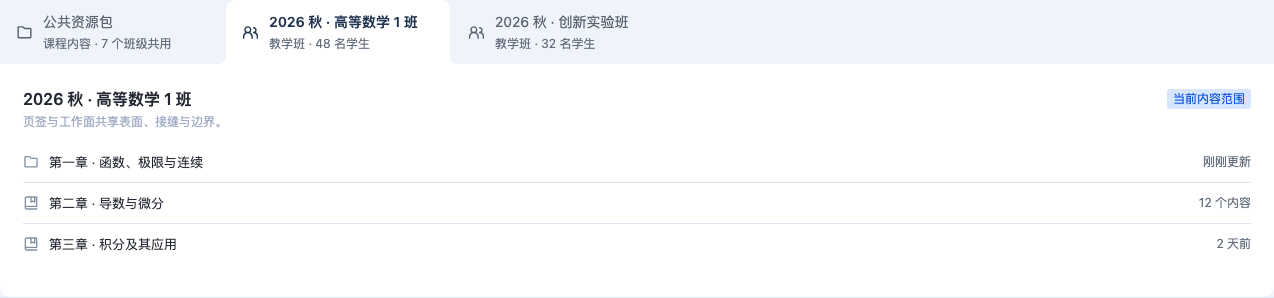 公共资源包
课程内容 · 7 个班级共用
2026 秋 · 高等数学 1 班
教学班 · 48 名学生
2026 秋 · 创新实验班
教学班 · 32 名学生
2026 秋 · 高等数学 1 班
当前内容范围
页签与工作面共享表面、接缝与边界。
第一章 · 函数、极限与连续
刚刚更新
第二章 · 导数与微分
12 个内容
第三章 · 积分及其应用
2 天前